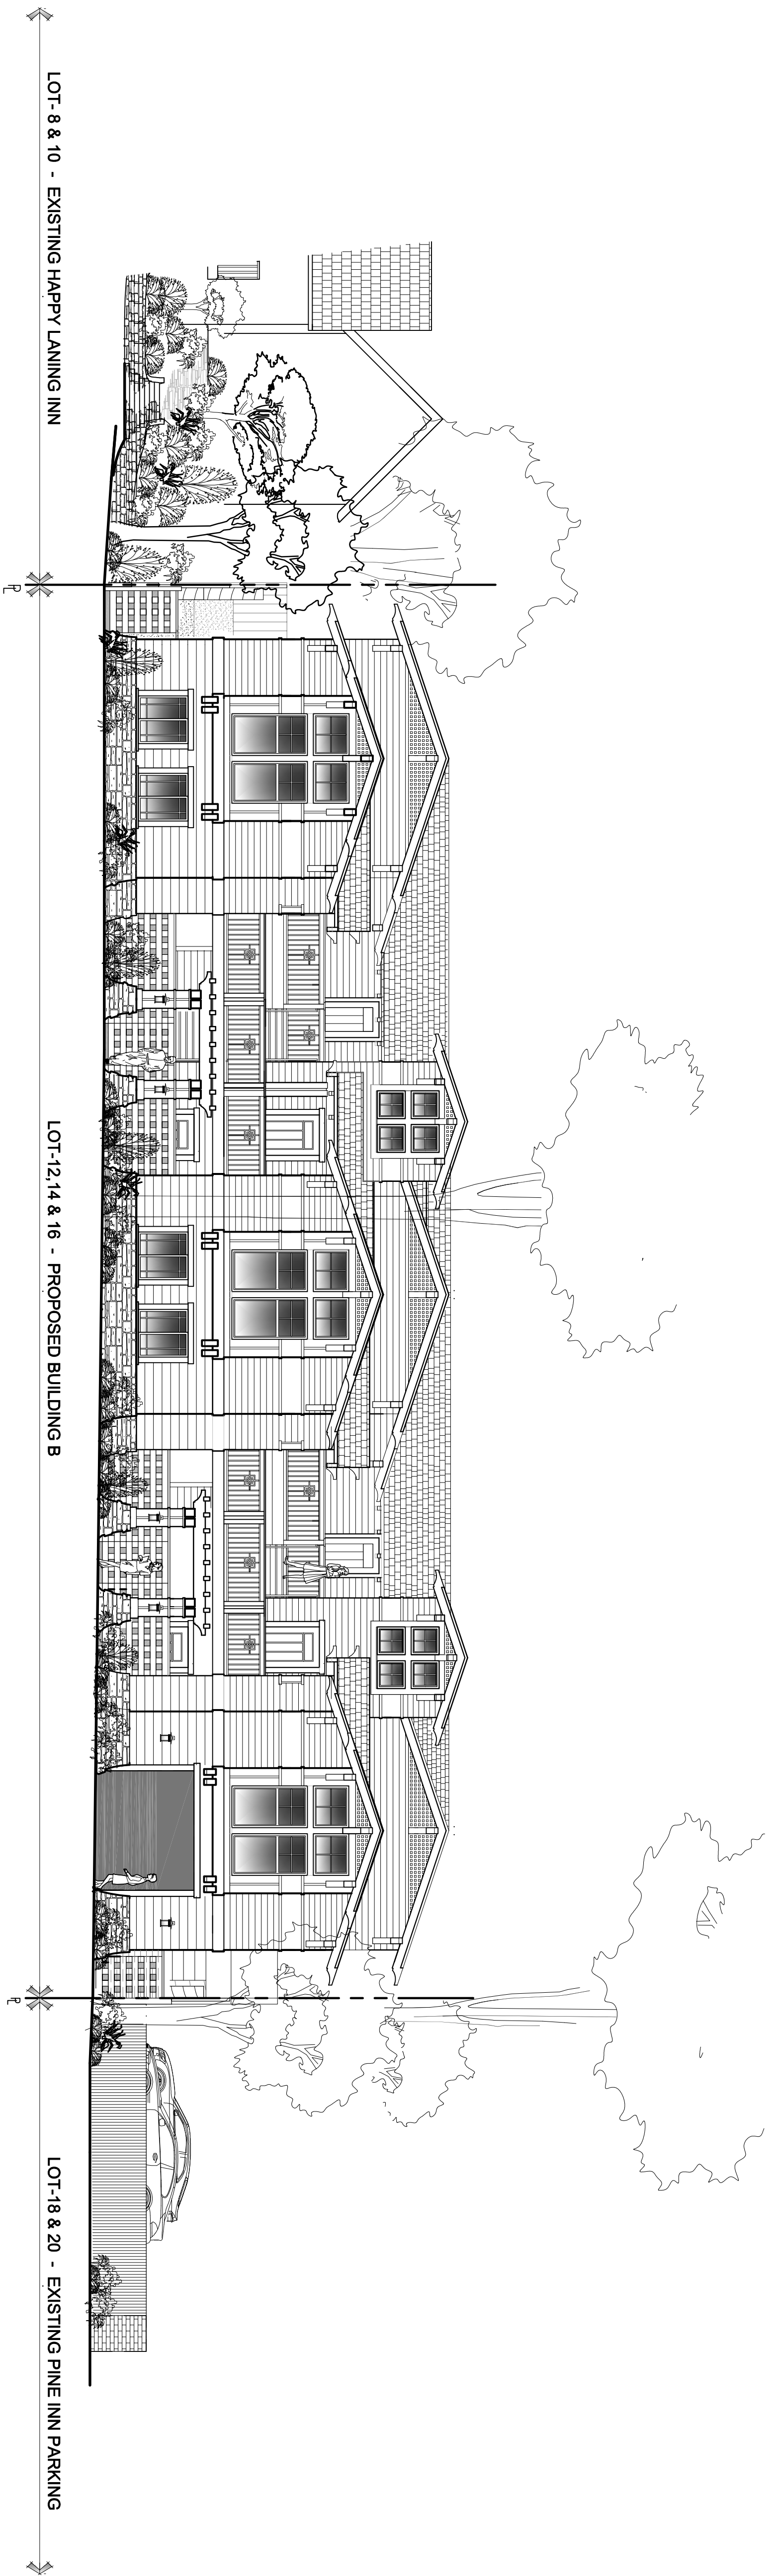 LOT- 8 & 10 - EXISTING HAPPY LANING INN
PL
LOT-12,14 & 16 - PROPOSED BUILDING B
PL
LOT-18 & 20 - EXISTING PINE INN PARKING